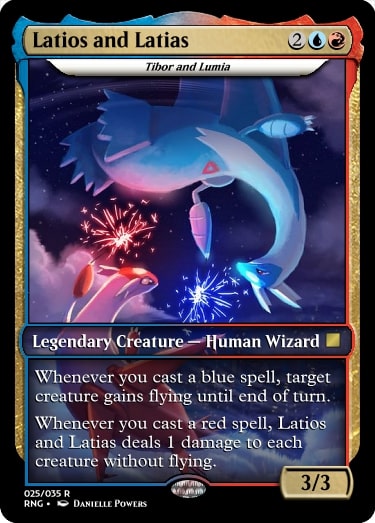 Latios and Latias 2
Tibor and Lumia
Legendary Creature — Human Wizard
Whenever you cast a blue spell, target
creature gains flying until end of turn.
Whenever you cast a red spell, Latios
and Latias deals 1 damage to each
creature without flying.
3/3
025/035 R
RNG • Danielle Powers